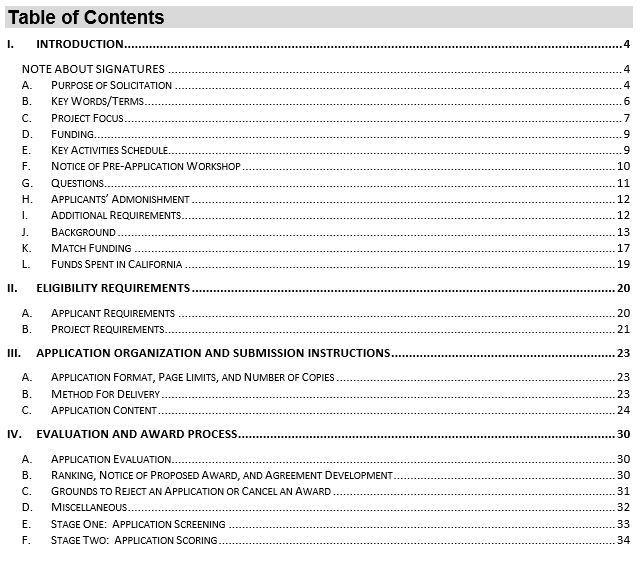 Table of Contents
I. INTRODUCTION 4
NOTE ABOUT SIGNATURES 4
A. PURPOSE OF SOLICITATION 4
B. KEY WORDS/TERMS 6
C. PROJECT FOCUS 7
D. FUNDING 9
E. KEY ACTIVITIES SCHEDULE 9
F. NOTICE OF PRE-APPLICATION WORKSHOP 10
G. QUESTIONS 11
H. APPLICANTS' ADMONISHMENT 12
I. ADDITIONAL REQUIREMENTS 12
J. BACKGROUND 13
K. MATCH FUNDING 17
L. FUNDS SPENT IN CALIFORNIA 19
II. ELIGIBILITY REQUIREMENTS 20
A. APPLICANT REQUIREMENTS 20
B. PROJECT REQUIREMENTS 21
III. APPLICATION ORGANIZATION AND SUBMISSION INSTRUCTIONS 23
A. APPLICATION FORMAT, PAGE LIMITS, AND NUMBER OF COPIES 23
B. METHOD FOR DELIVERY 23
C. APPLICATION CONTENT 24
IV. EVALUATION AND AWARD PROCESS 30
A. APPLICATION EVALUATION 30
B. RANKING, NOTICE OF PROPOSED AWARD, AND AGREEMENT DEVELOPMENT 30
C. GROUNDS TO REJECT AN APPLICATION OR CANCEL AN AWARD 31
D. MISCELLANEOUS 32
E. STAGE ONE: APPLICATION SCREENING 33
F. STAGE TWO: APPLICATION SCORING 34